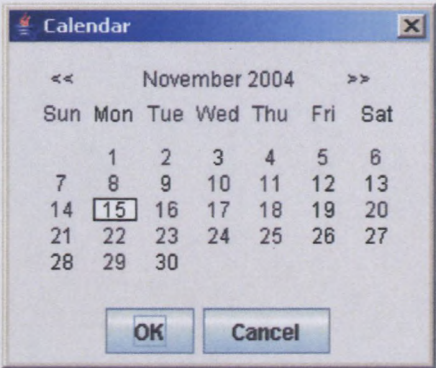 Calendar
<< November 2004 >>
Sun Mon Tue Wed Thu Fri Sat
1 2 3 4 5 6
7 8 9 10 11 12 13
14 15 16 17 18 19 20
21 22 23 24 25 26 27
28 29 30
OK Cancel